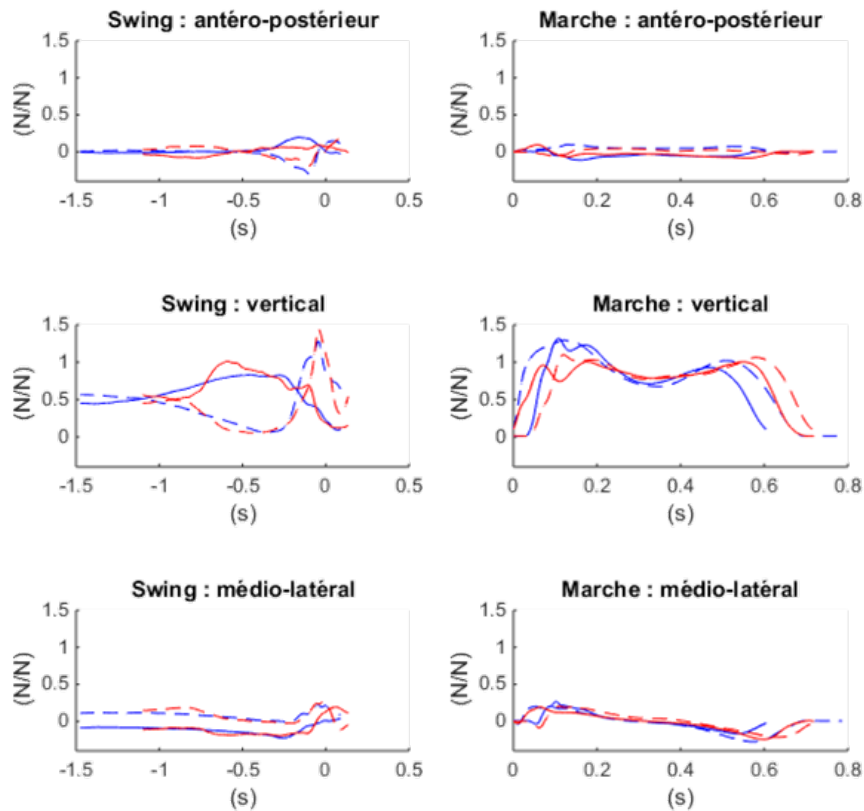 Swing : antéro-postérieur
1.5
1
0.5
0
(N/N)
-1.5 -1 -0.5 0 0.5
(s)
Marche : antéro-postérieur
1.5
1
0.5
0
(N/N)
0 0.2 0.4 0.6 0.8
(s)
Swing : vertical
1.5
1
0.5
0
(N/N)
-1.5 -1 -0.5 0 0.5
(s)
Marche : vertical
1.5
1
0.5
0
(N/N)
0 0.2 0.4 0.6 0.8
(s)
Swing : médio-latéral
1.5
1
0.5
0
(N/N)
-1.5 -1 -0.5 0 0.5
(s)
Marche : médio-latéral
1.5
1
0.5
0
(N/N)
0 0.2 0.4 0.6 0.8
(s)